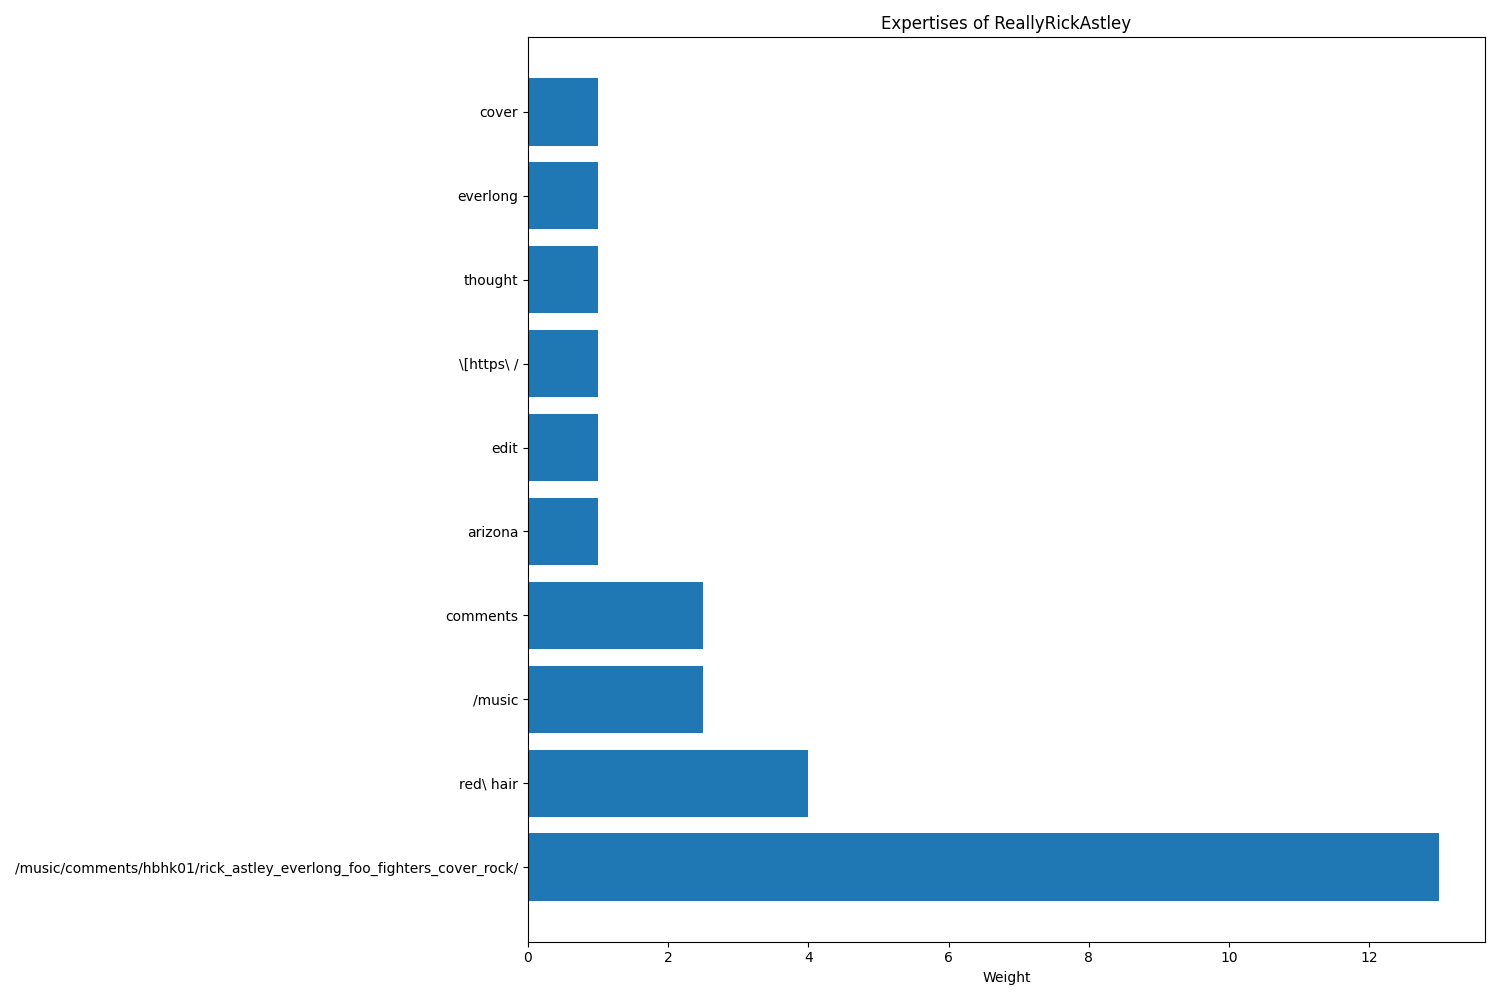 Expertises of ReallyRickAstley
cover
everlong
thought
\[https\ /
edit
arizona
comments
/music
red\ hair
/music/comments/hbhk01/rick_astley_everlong_foo_fighters_cover_rock/
0 2 4 6 8 10 12
Weight